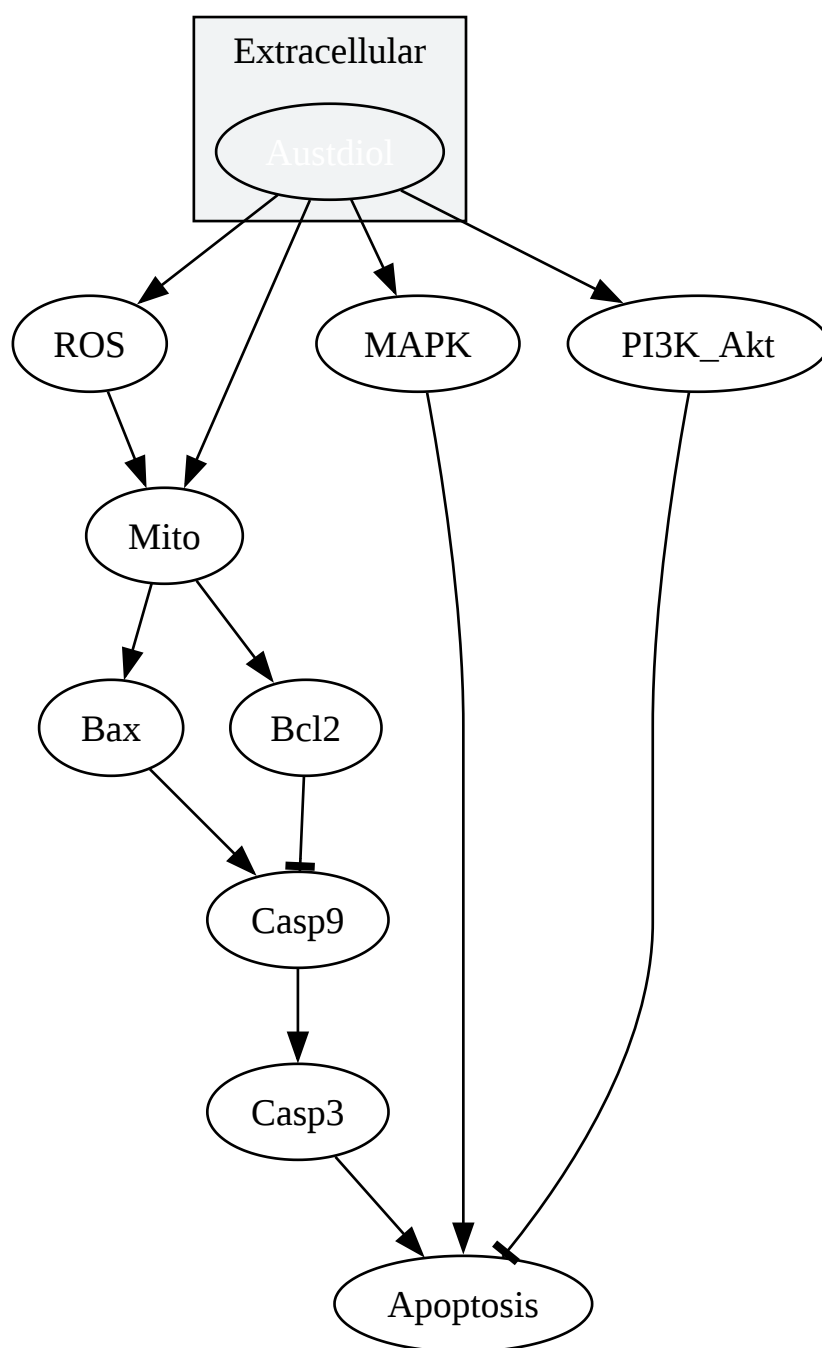 Extracellular
Austdiol
ROS
MAPK
PI3K_Akt
Mito
Bax
Bcl2
Casp9
Casp3
Apoptosis